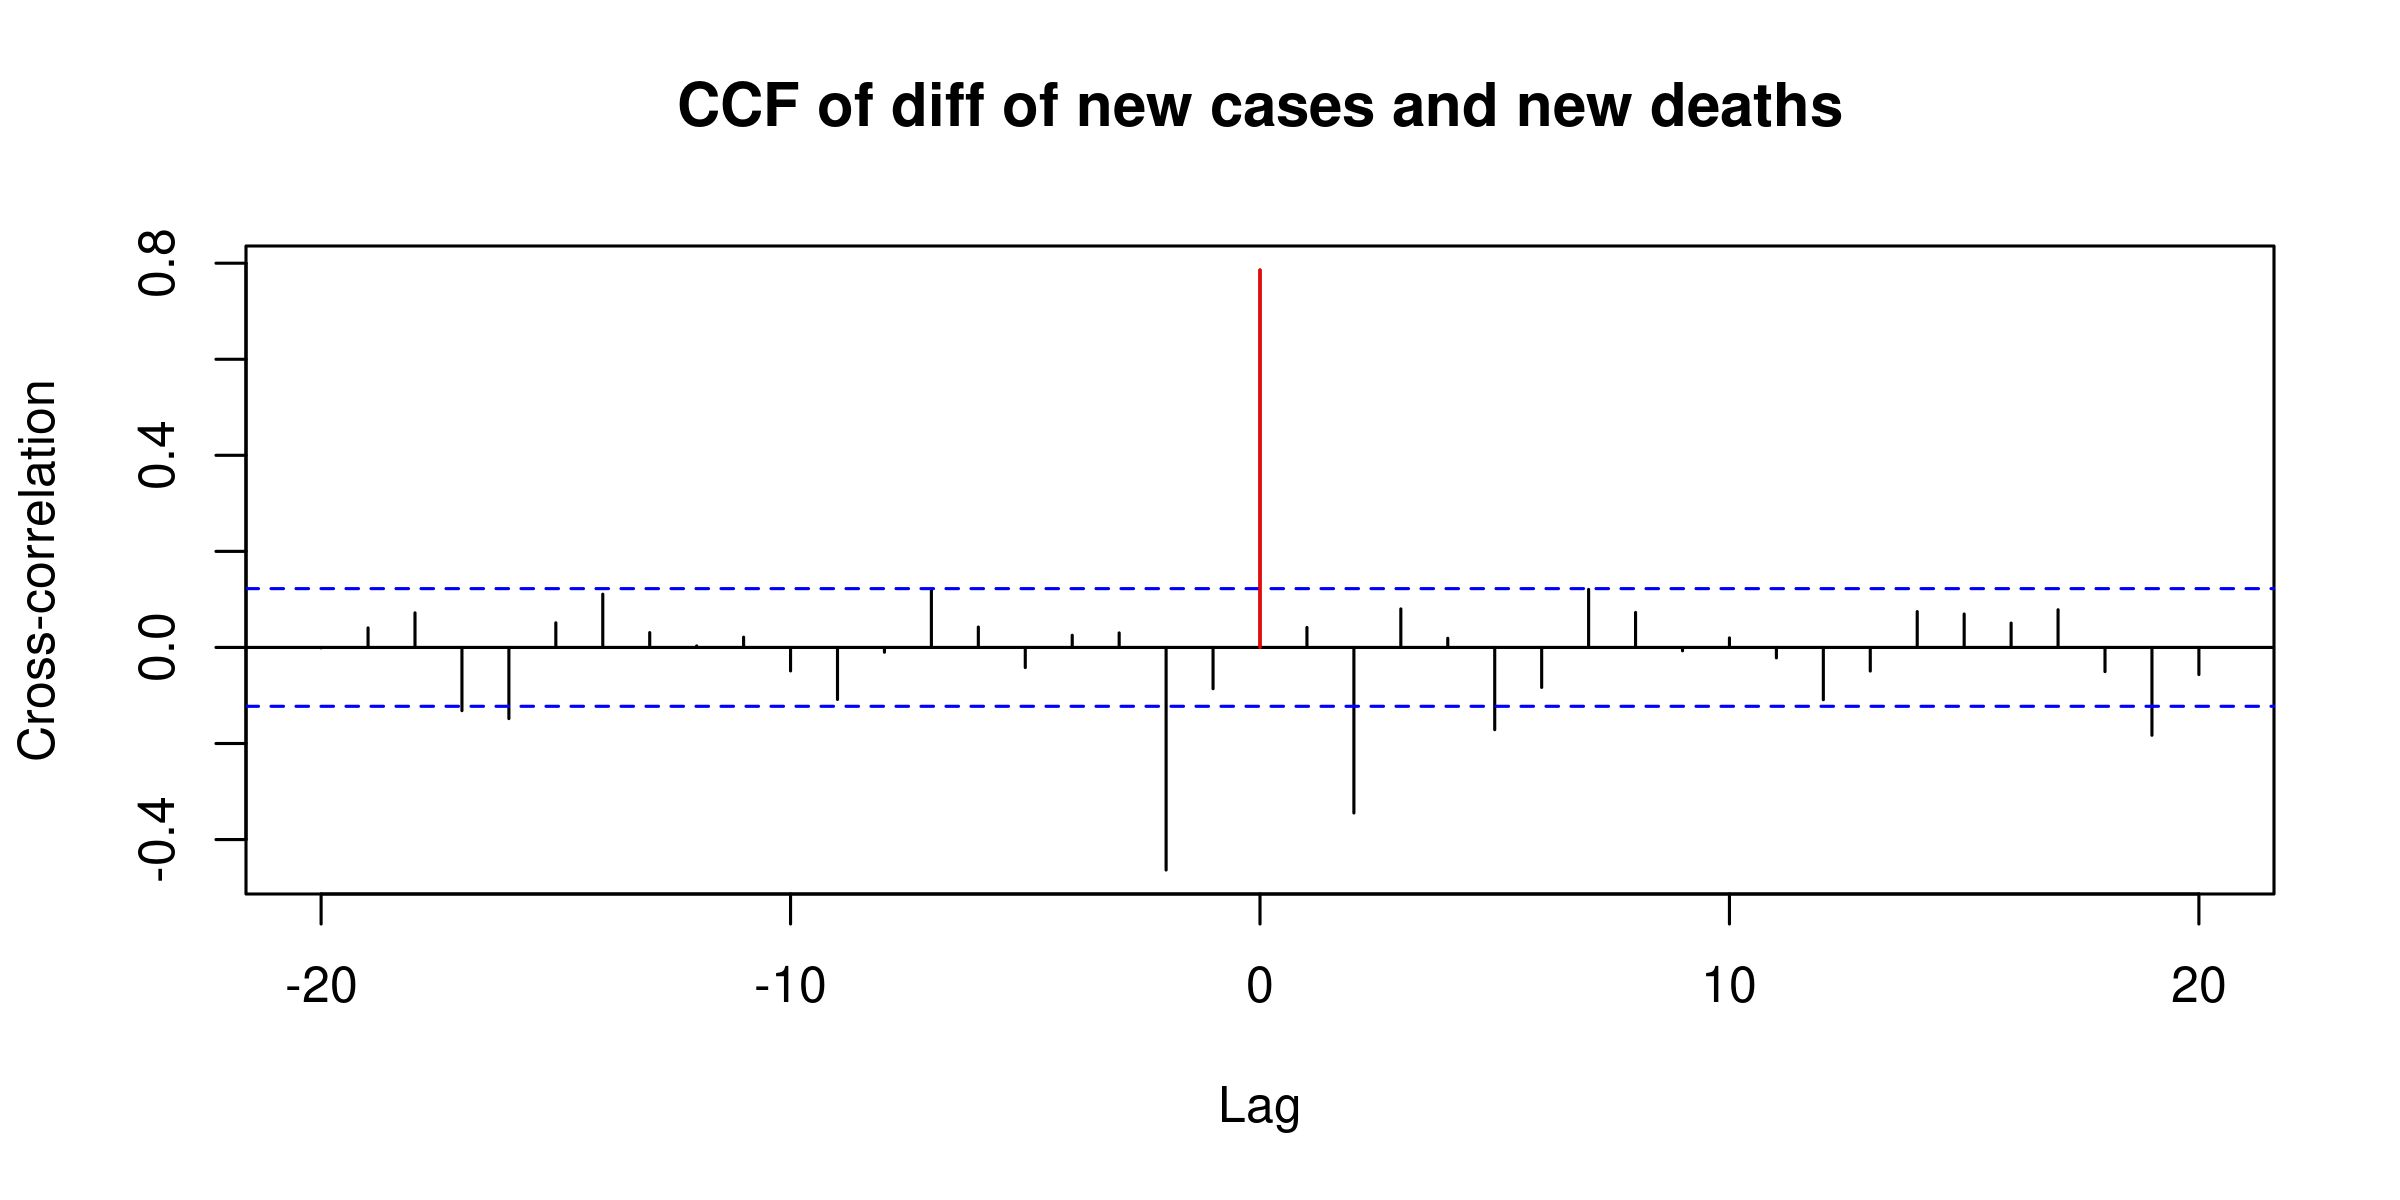 CCF of diff of new cases and new deaths
Cross-correlation
0.8
0.4
0.0
-0.4
-20 -10 0 10 20
Lag